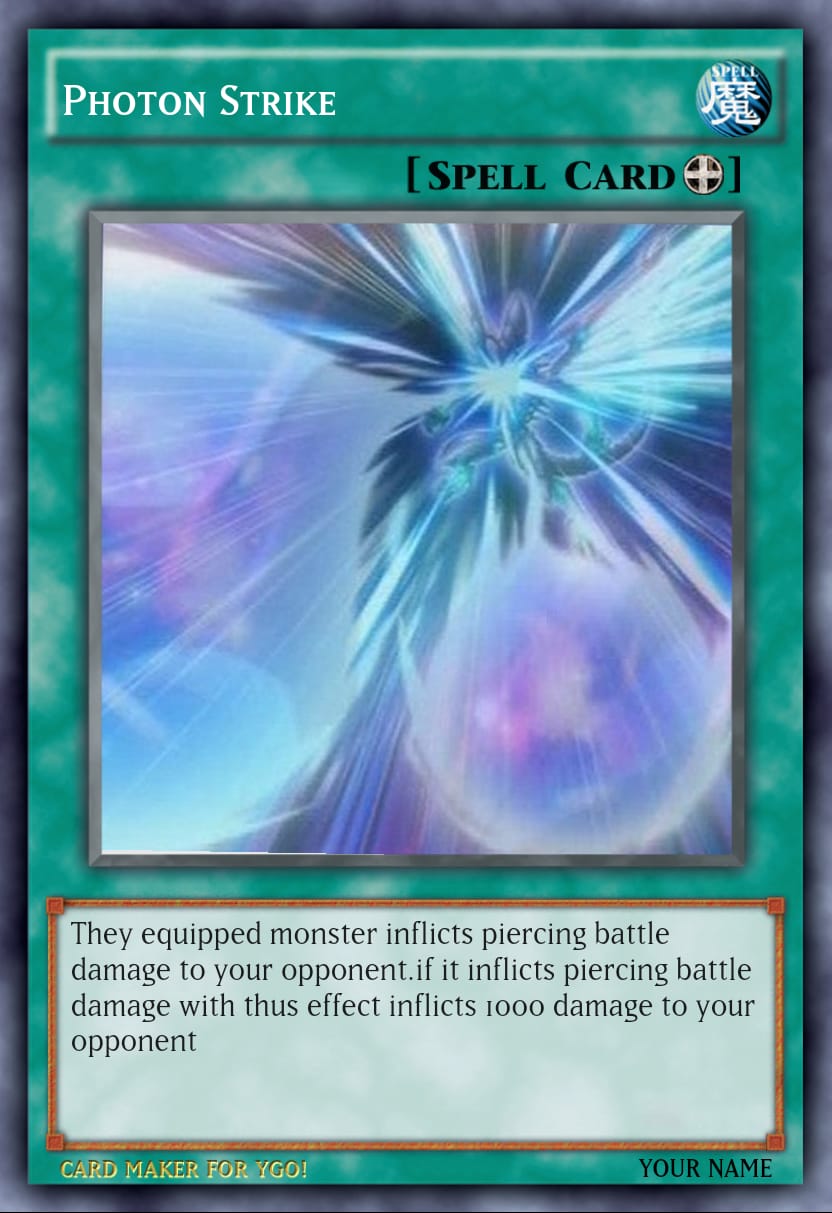 PHOTON STRIKE
SPELL
魔
[SPELL CARD]
They equipped monster inflicts piercing battle
damage to your opponent.if it inflicts piercing battle
damage with thus effect inflicts 1000 damage to your
opponent
CARD MAKER FOR YGO!
YOUR NAME